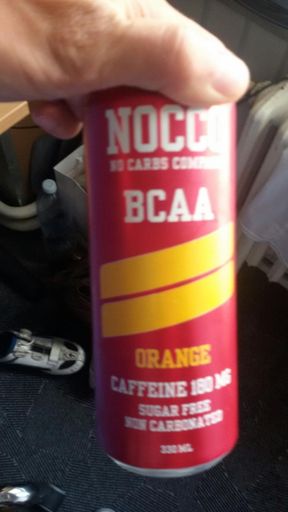 NOCCO
NO CARBS COMPANY
BCAA
ORANGE
CAFFEINE 180 MG
SUGAR FREE
NON CARBONATED
330 ML